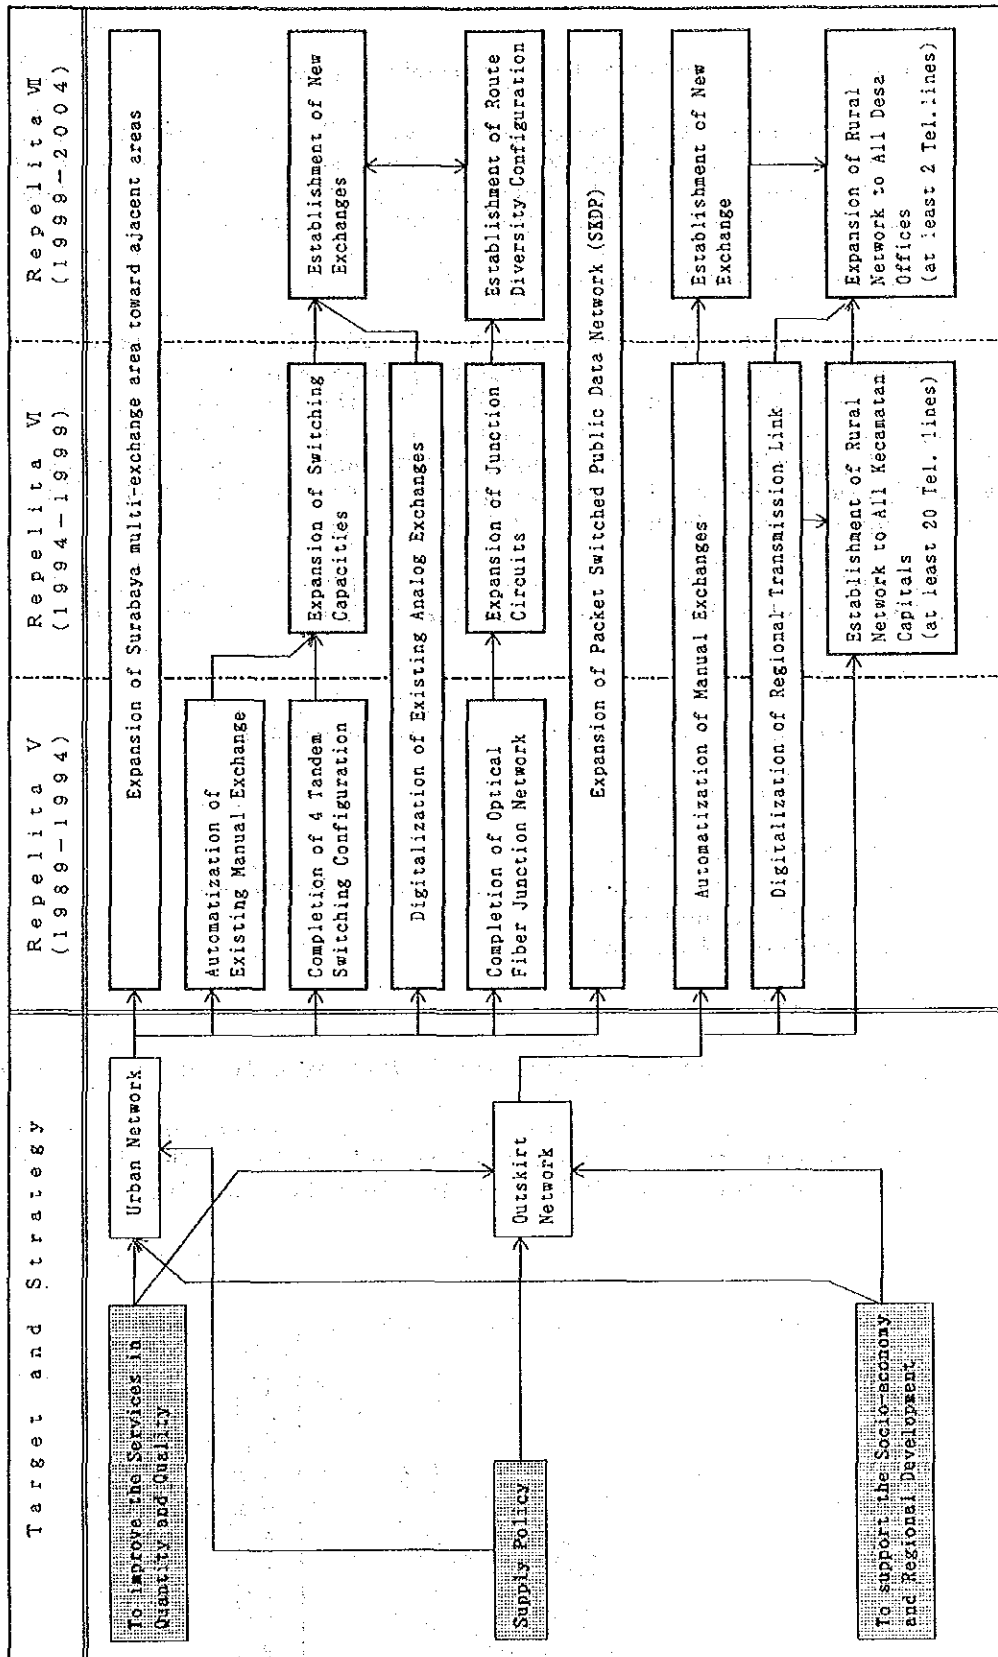 Target and Strategy
Repelita V
(1989-1994)
Repelita VI
(1994-1999)
Repelita VII
(1999-2004)
To improve the Services in
Quantity and Quality
Supply Policy
To support the Socio-economy
and Regional Development
Urban Network
Outskirt
Network
Expansion of Surabaya multi-exchange area toward ajacent areas
Automatization of
Existing Manual Exchange
Completion of 4 Tandem
Switching Configuration
Expansion of Switching
Capacities
Establishment of New
Exchanges
Digitalization of Existing Analog Exchanges
Completion of Optical
Fiber Junction Network
Expansion of Junction
Circuits
Establishment of Route
Diversity Configuration
Expansion of Packet Switched Public Data Network (SKDP)
Automatization of Manual Exchanges
Establishment of New
Exchange
Digitalization of Regional Transmission Link
Establishment of Rural
Network to All Kecamatan
Capitals
(at least 20 Tel. lines)
Expansion of Rural
Network to All Desa
Offices
(at least 2 Tel. lines)